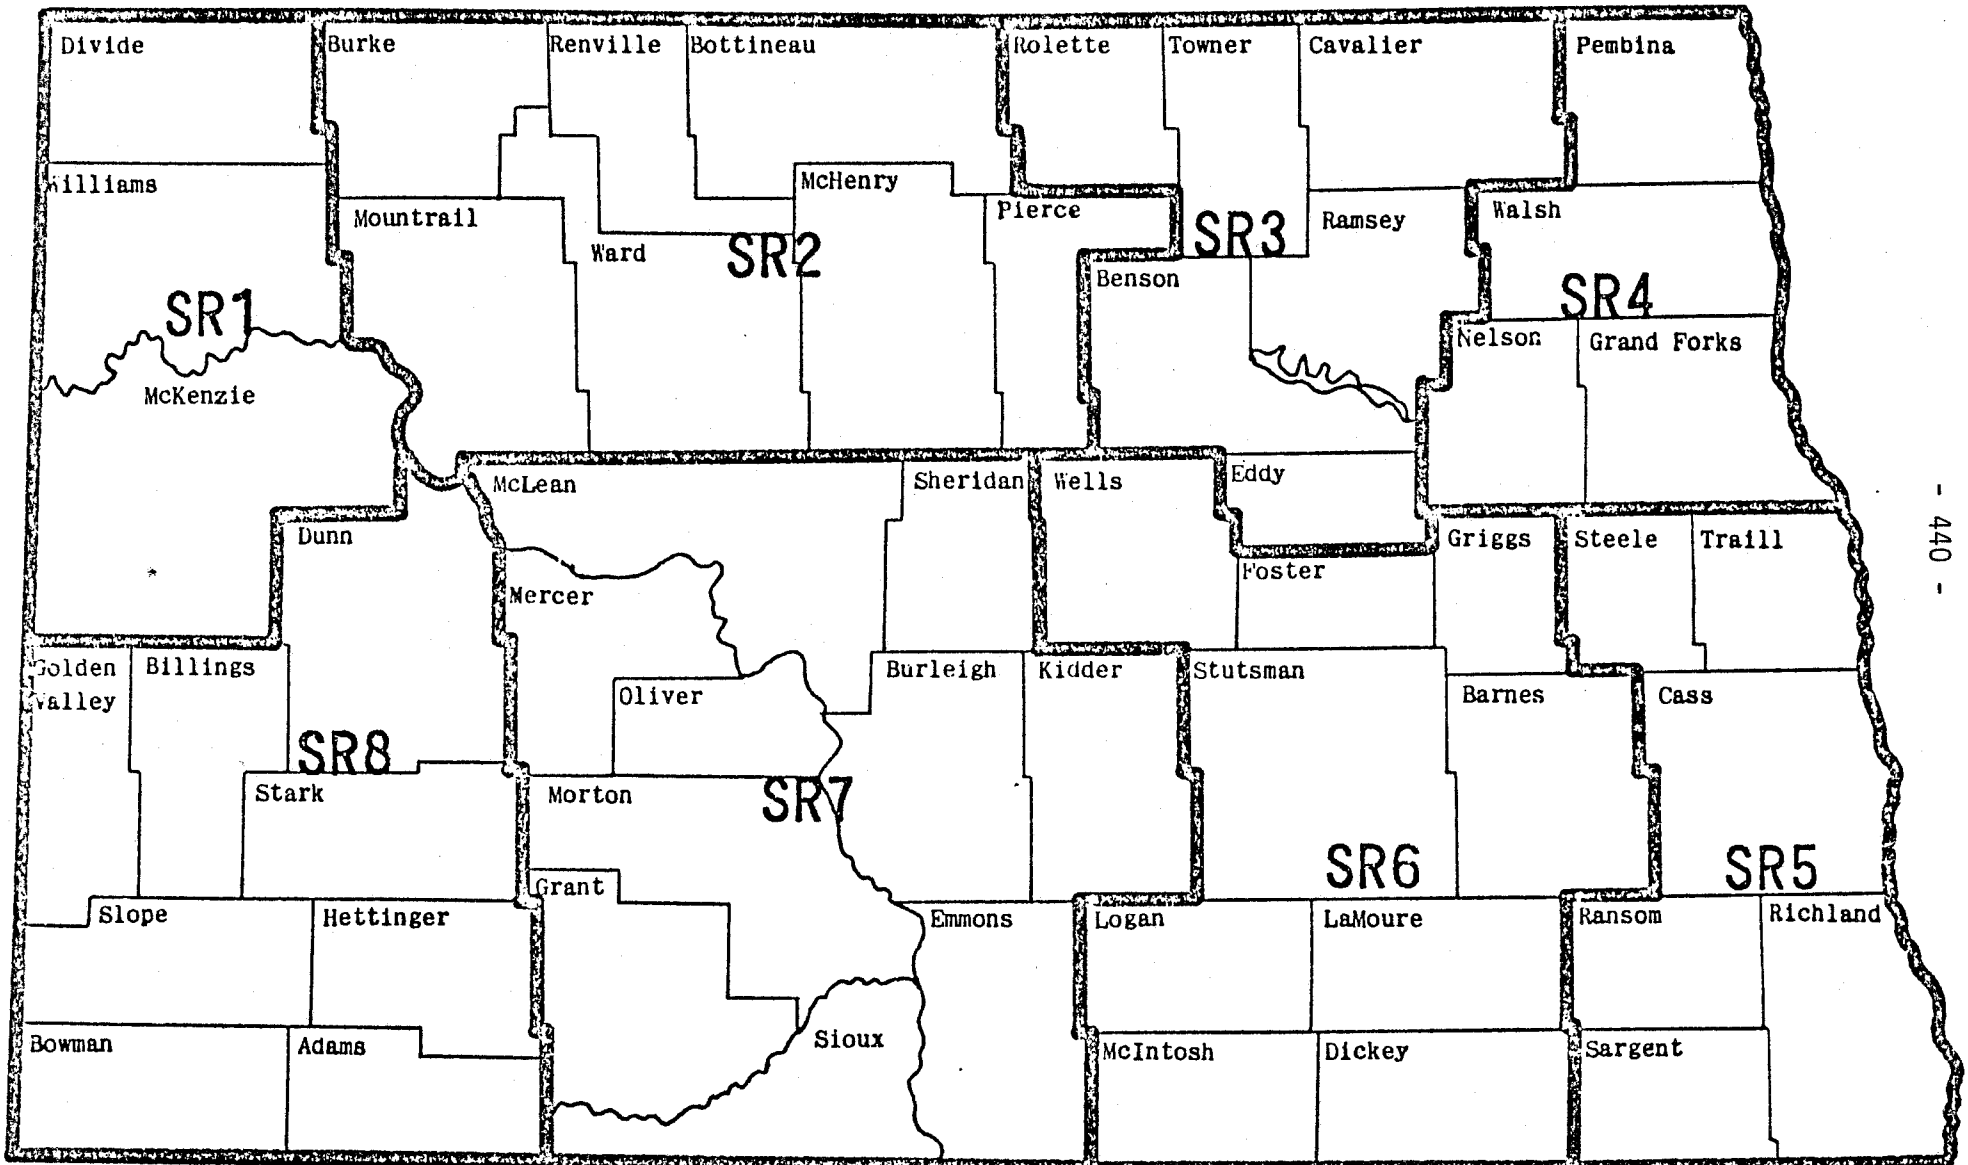 Divide
Burke
Renville
Bottineau
Rolette
Towner
Cavalier
Pembina
Williams
Mountrail
Ward
McHenry
Pierce
Ramsey
Walsh
SR1
SR2
SR3
SR4
Benson
Nelson
Grand Forks
McKenzie
McLean
Sheridan
Wells
Eddy
Dunn
Mercer
Foster
Griggs
Steele
Traill
- 440 -
Golden
Valley
Billings
Oliver
Burleigh
Kidder
Stutsman
Barnes
Cass
SR8
Stark
Morton
SR7
SR6
SR5
Grant
Slope
Hettinger
Emmons
Logan
LaMoure
Ransom
Richland
Bowman
Adams
Sioux
McIntosh
Dickey
Sargent